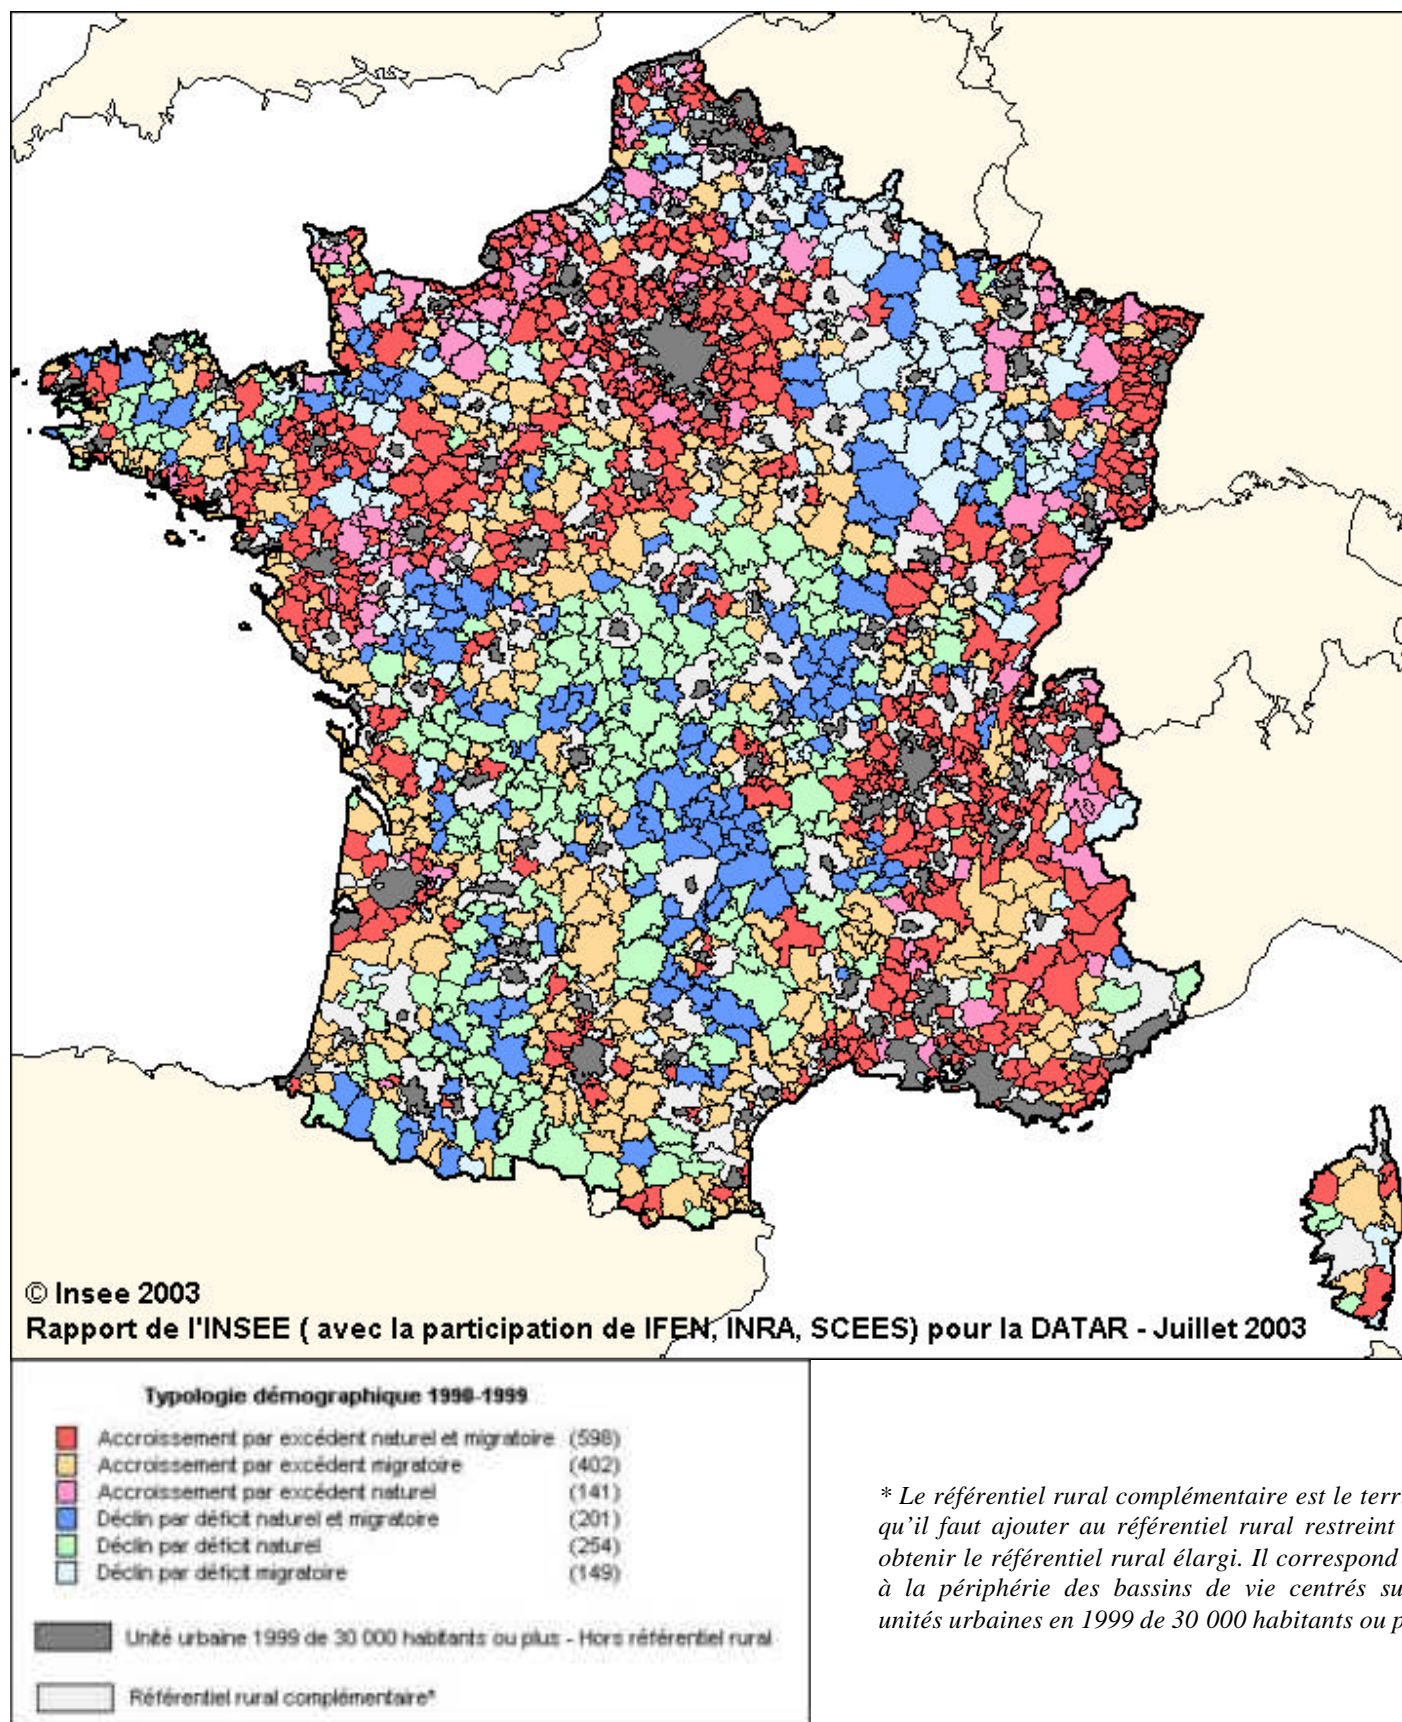 © Insee 2003
Rapport de l'INSEE ( avec la participation de IFEN, INRA, SCEES) pour la DATAR - Juillet 2003
Typologie démographique 1990-1999
Accroissement par excédent naturel et migratoire (598)
Accroissement par excédent migratoire (402)
Accroissement par excédent naturel (141)
Déclin par déficit naturel et migratoire (201)
Déclin par déficit naturel (254)
Déclin par déficit migratoire (149)
Unité urbaine 1999 de 30 000 habitants ou plus - Hors référentiel rural
Référentiel rural complémentaire*
* Le référentiel rural complémentaire est le terri
qu'il faut ajouter au référentiel rural restreint
obtenir le référentiel rural élargi. Il correspond
à la périphérie des bassins de vie centrés su
unités urbaines en 1999 de 30 000 habitants ou p